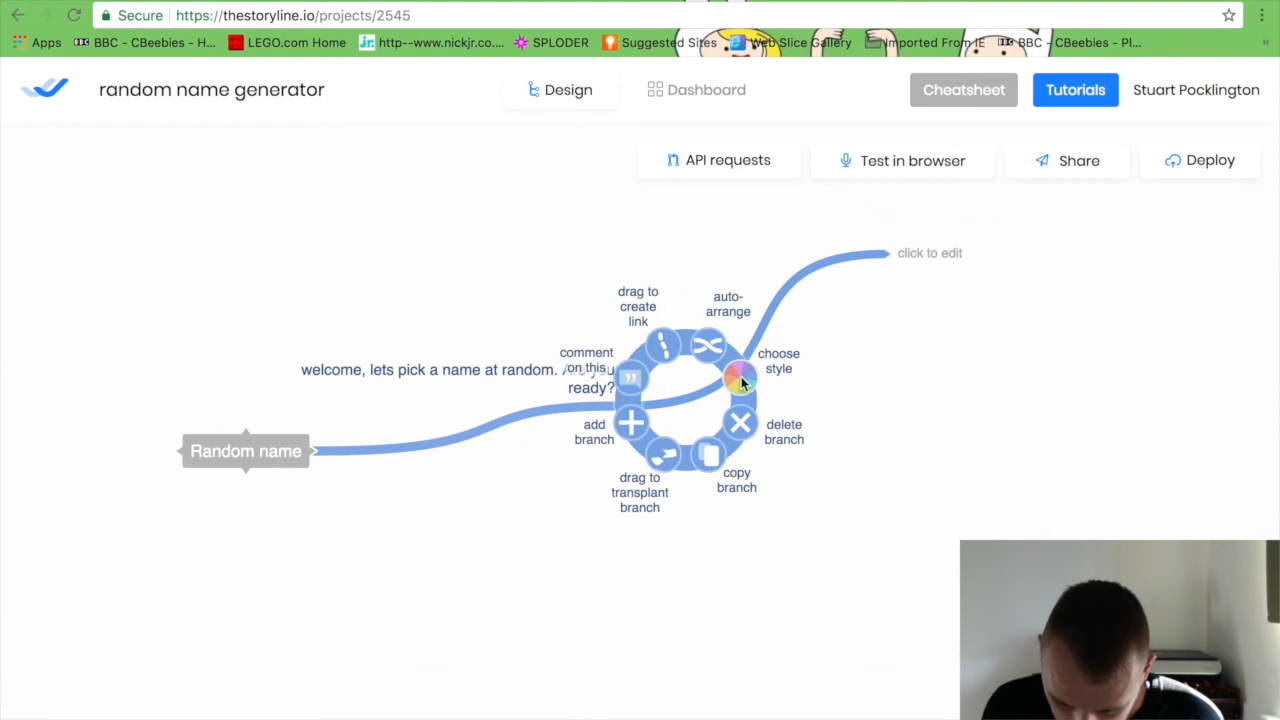 Secure
https://thestoryline.io/projects/2545
Apps
BBC - CBeebies - H...
LEGO.com Home
http--www.nickjr.co....
SPLODER
Suggested Sites
Web Slice Gallery
Imported From IE
BBC - CBeebies - Pl...
»
random name generator
Design
Dashboard
Cheatsheet
Tutorials
Stuart Pocklington
API requests
Test in browser
Share
Deploy
click to edit
drag to
create
link
auto-
arrange
comment
on this
choose
style
welcome, lets pick a name at random. Are you
ready?
add
branch
delete
branch
Random name
drag to
transplant
branch
copy
branch